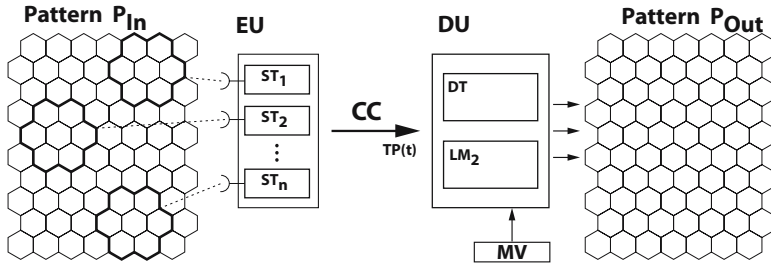 Pattern P_In
EU
DU
Pattern P_Out
ST_1
ST_2
⋮
ST_n
CC
TP(t)
DT
LM_2
MV